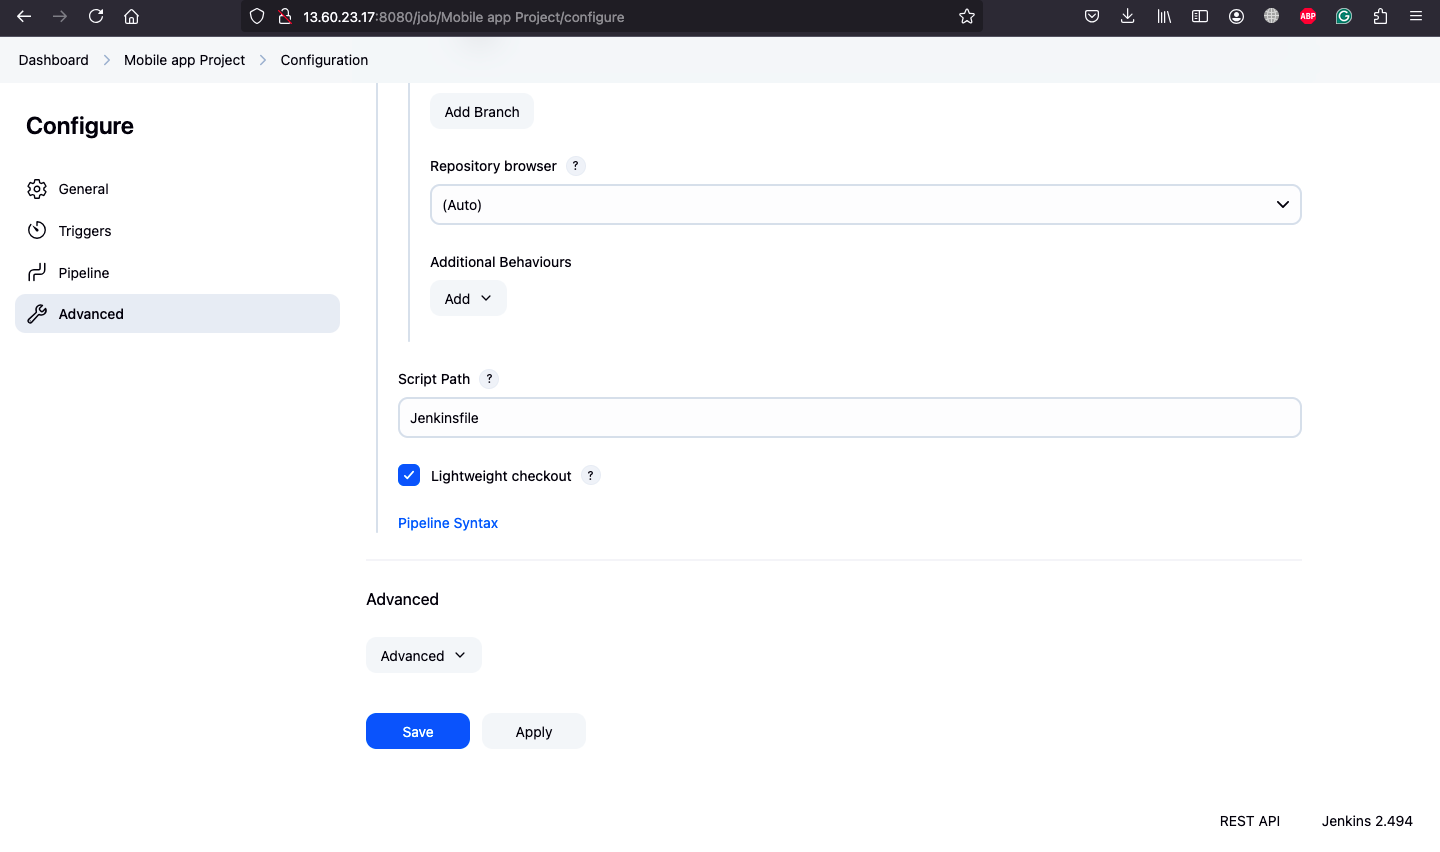 13.60.23.17:8080/job/Mobile app Project/configure
ABP
Dashboard > Mobile app Project > Configuration
Configure
General
Triggers
Pipeline
Advanced
Add Branch
Repository browser ?
(Auto)
Additional Behaviours
Add
Script Path ?
Jenkinsfile
Lightweight checkout ?
Pipeline Syntax
Advanced
Advanced
Save Apply
REST API Jenkins 2.494